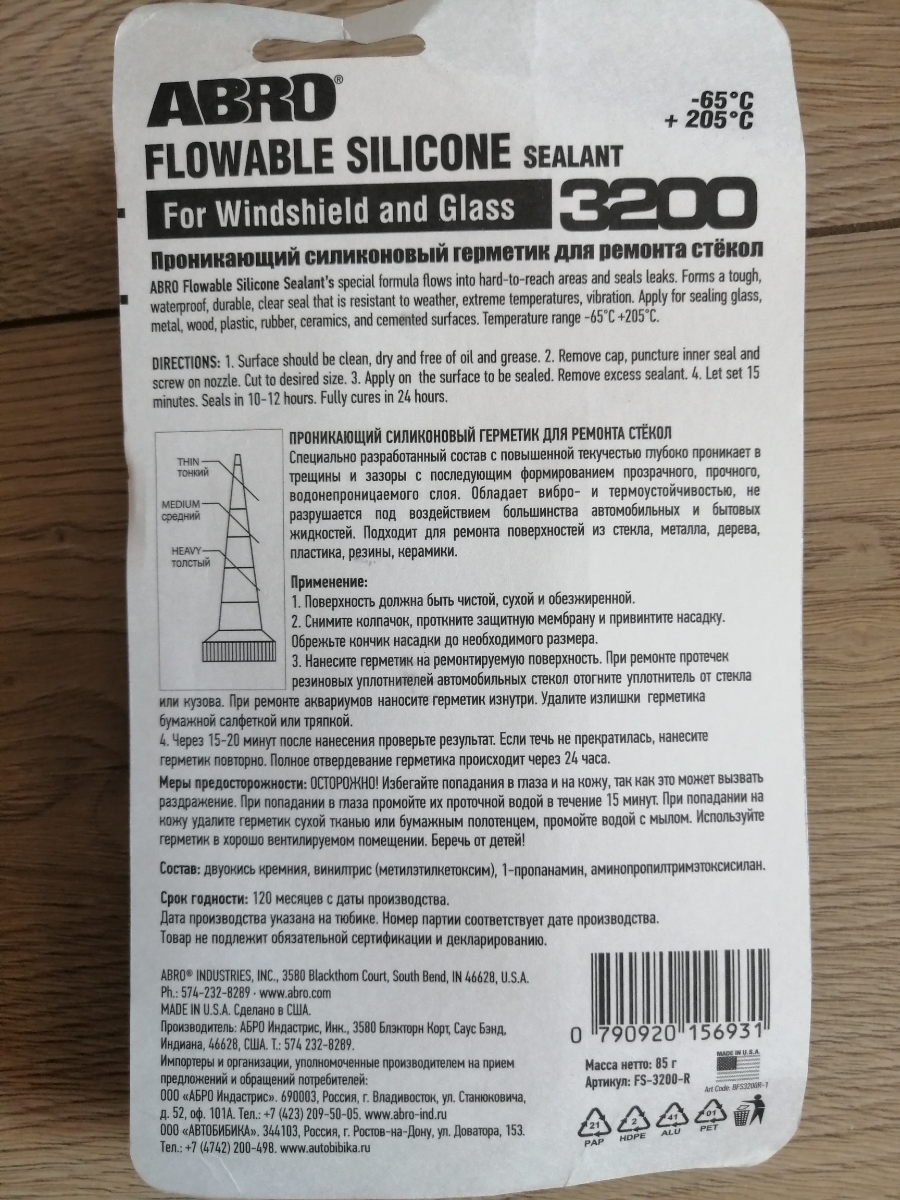 ABRO®
-65°C
+ 205°C
FLOWABLE SILICONE SEALANT
For Windshield and Glass 3200
Проникающий силиконовый герметик для ремонта стёкол
ABRO Flowable Silicone Sealant's special formula flows into hard-to-reach areas and seals leaks. Forms a tough,
waterproof, durable, clear seal that is resistant to weather, extreme temperatures, vibration. Apply for sealing glass,
metal, wood, plastic, rubber, ceramics, and cemented surfaces. Temperature range -65°C +205°C.
DIRECTIONS: 1. Surface should be clean, dry and free of oil and grease. 2. Remove cap, puncture inner seal and
screw on nozzle. Cut to desired size. 3. Apply on the surface to be sealed. Remove excess sealant. 4. Let set 15
minutes. Seals in 10-12 hours. Fully cures in 24 hours.
THIN
тонкий
MEDIUM
средний
HEAVY
толстый
ПРОНИКАЮЩИЙ СИЛИКОНОВЫЙ ГЕРМЕТИК ДЛЯ РЕМОНТА СТЁКОЛ
Специально разработанный состав с повышенной текучестью глубоко проникает в
трещины и зазоры с последующим формированием прозрачного, прочного,
водонепроницаемого слоя. Обладает вибро- и термоустойчивостью, не
разрушается под воздействием большинства автомобильных и бытовых
жидкостей. Подходит для ремонта поверхностей из стекла, металла, дерева,
пластика, резины, керамики.
Применение:
1. Поверхность должна быть чистой, сухой и обезжиренной.
2. Снимите колпачок, проткните защитную мембрану и привинтите насадку.
Обрежьте кончик насадки до необходимого размера.
3. Нанесите герметик на ремонтируемую поверхность. При ремонте протечек
резиновых уплотнителей автомобильных стекол отогните уплотнитель от стекла
или кузова. При ремонте аквариумов наносите герметик изнутри. Удалите излишки герметика
бумажной салфеткой или тряпкой.
4. Через 15-20 минут после нанесения проверьте результат. Если течь не прекратилась, нанесите
герметик повторно. Полное отвердевание герметика происходит через 24 часа.
Меры предосторожности: ОСТОРОЖНО! Избегайте попадания в глаза и на кожу, так как это может вызвать
раздражение. При попадании в глаза промойте их проточной водой в течение 15 минут. При попадании на
кожу удалите герметик сухой тканью или бумажным полотенцем, промойте водой с мылом. Используйте
герметик в хорошо вентилируемом помещении. Беречь от детей!
Состав: двуокись кремния, винилтрис (метилэтилкетоксим), 1-пропанамин, аминопропилтримэтоксисилан.
Срок годности: 120 месяцев с даты производства.
Дата производства указана на тюбике. Номер партии соответствует дате производства.
Товар не подлежит обязательной сертификации и декларированию.
ABRO® INDUSTRIES, INC., 3580 Blackthorn Court, South Bend, IN 46628, U.S.A.
Ph.: 574-232-8289 · www.abro.com
MADE IN U.S.A. Сделано в США.
Производитель: АБРО Индастрис, Инк., 3580 Блэкторн Корт, Саус Бэнд,
Индиана, 46628, США. Т.: 574 232-8289.
Импортеры и организации, уполномоченные производителем на прием
предложений и обращений потребителей:
ООО «АБРО Индастрис». 690003, Россия, г. Владивосток, ул. Станюковича,
д. 52, оф. 101А. Тел.: +7 (423) 209-50-05. www.abro-ind.ru
ООО «АВТОБИБИКА». 344103, Россия, г. Ростов-на-Дону, ул. Доватора, 153.
Тел.: +7 (4742) 200-498. www.autobibika.ru
0 790920 156931
Масса нетто: 85 г
Артикул: FS-3200-R
MADE IN U.S.A.
Art Code: BFS3200R-1
21
PAP
2
HDPE
41
ALU
01
PET